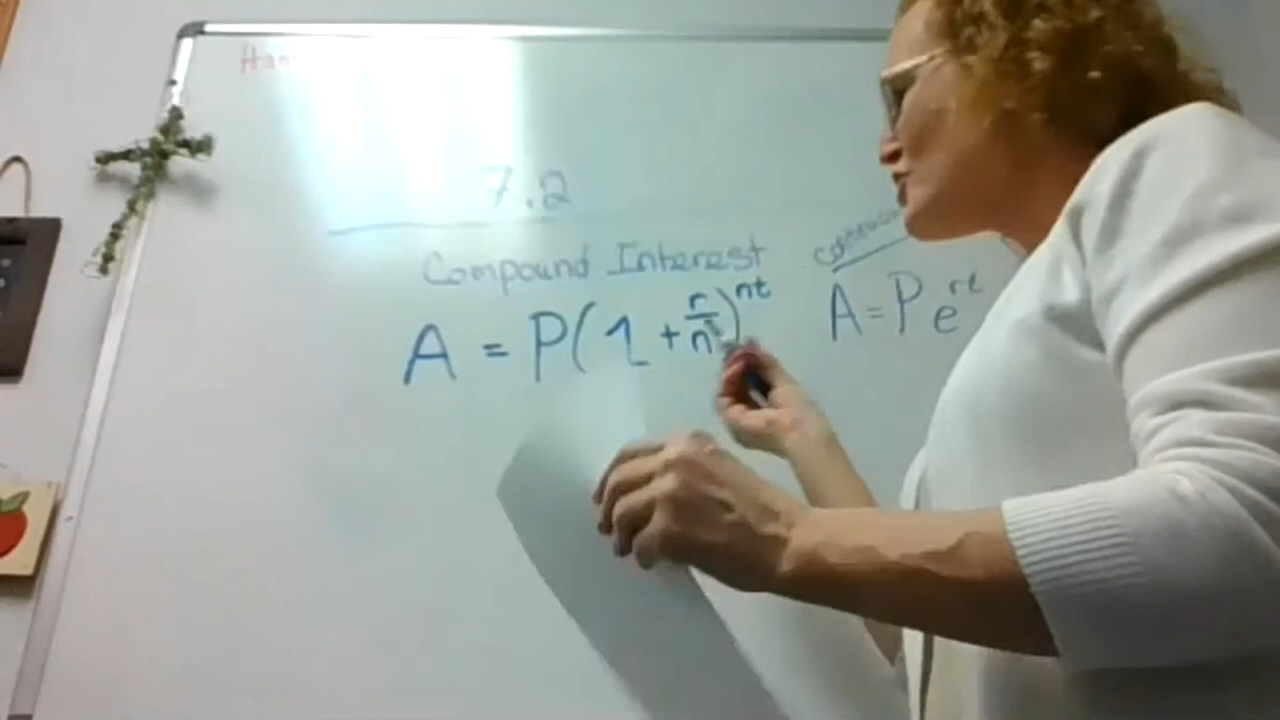 7.2
Compound Interest
A = P(1 + r/n)^nt
A = Pe^rt